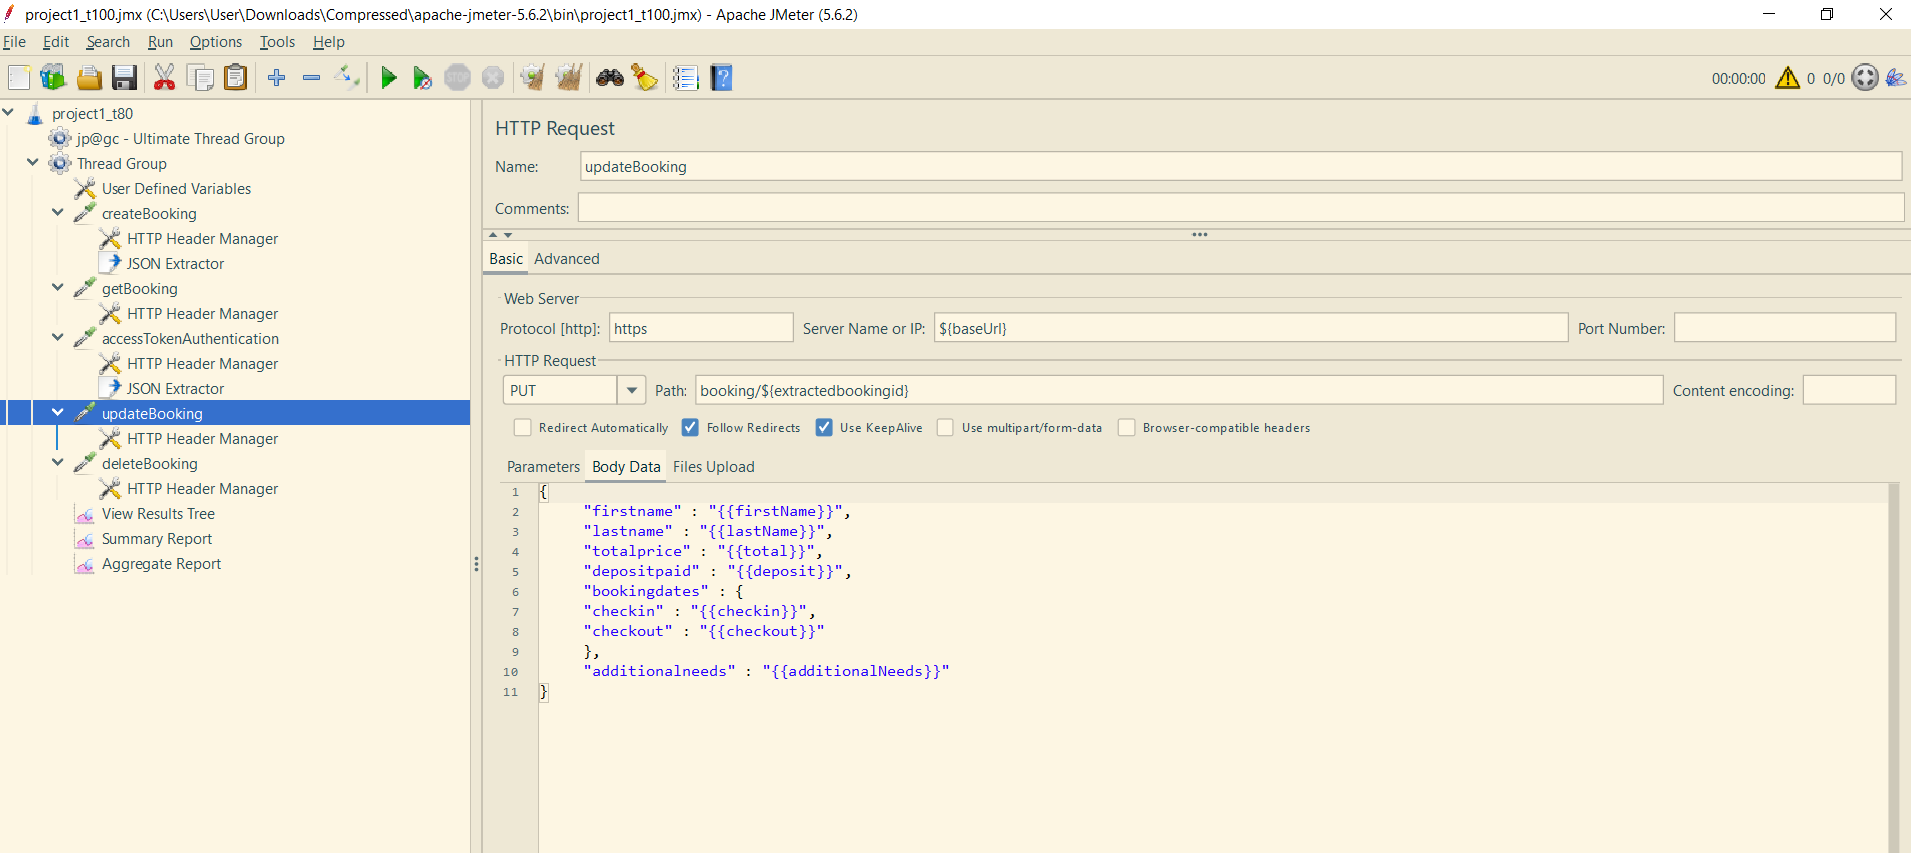 project1_t100.jmx (C:\Users\User\Downloads\Compressed\apache-jmeter-5.6.2\bin\project1_t100.jmx) - Apache JMeter (5.6.2)
File Edit Search Run Options Tools Help
STOP
00:00:00 0 0/0
project1_t80
jp@gc - Ultimate Thread Group
Thread Group
User Defined Variables
createBooking
HTTP Header Manager
JSON Extractor
getBooking
HTTP Header Manager
accessTokenAuthentication
HTTP Header Manager
JSON Extractor
updateBooking
HTTP Header Manager
deleteBooking
HTTP Header Manager
View Results Tree
Summary Report
Aggregate Report
HTTP Request
Name: updateBooking
Comments:
Basic Advanced
Web Server
Protocol [http]: https Server Name or IP: ${baseUrl} Port Number:
HTTP Request
PUT Path: booking/${extractedbookingid} Content encoding:
Redirect Automatically Follow Redirects Use KeepAlive Use multipart/form-data Browser-compatible headers
Parameters Body Data Files Upload
1 {
2 "firstname" : "{{firstName}}",
3 "lastname" : "{{lastName}}",
4 "totalprice" : "{{total}}",
5 "depositpaid" : "{{deposit}}",
6 "bookingdates" : {
7 "checkin" : "{{checkin}}",
8 "checkout" : "{{checkout}}"
9 },
10 "additionalneeds" : "{{additionalNeeds}}"
11 }